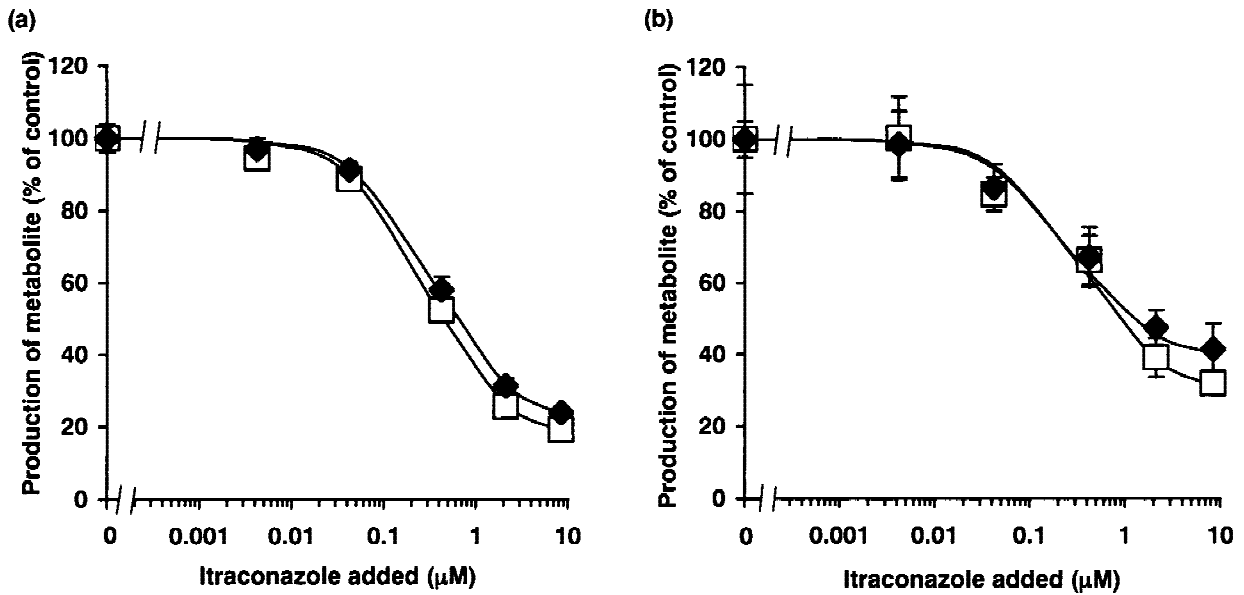 (a)
Production of metabolite (% of control)
120
100
80
60
40
20
0
0 0.001 0.01 0.1 1 10
Itraconazole added (μM)
(b)
Production of metabolite (% of control)
120
100
80
60
40
20
0
0 0.001 0.01 0.1 1 10
Itraconazole added (μM)